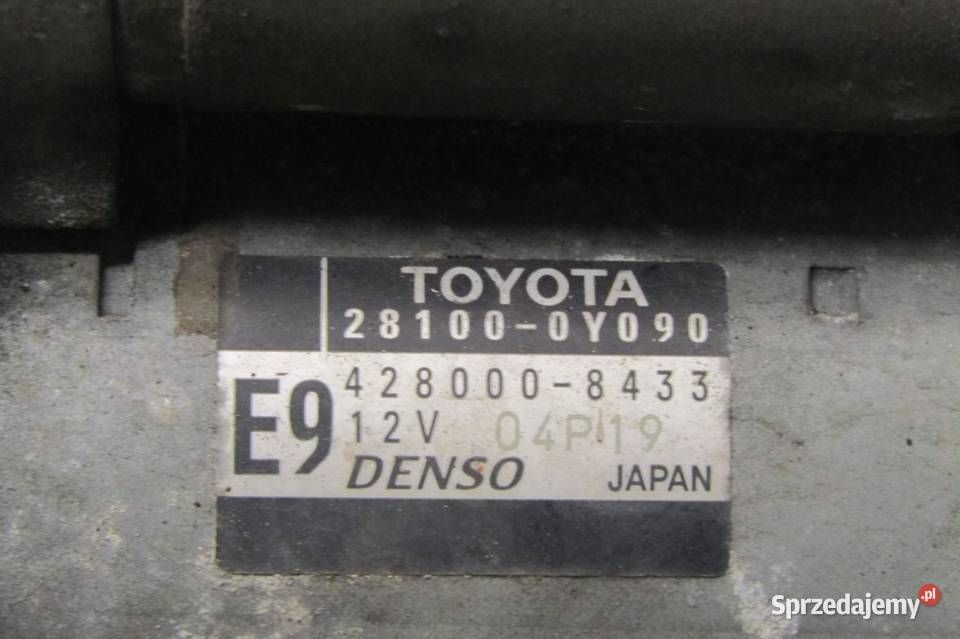 TOYOTA
28100-0Y090
E9
428000-8433
12V 04P19
DENSO JAPAN
Sprzedajemy.pl